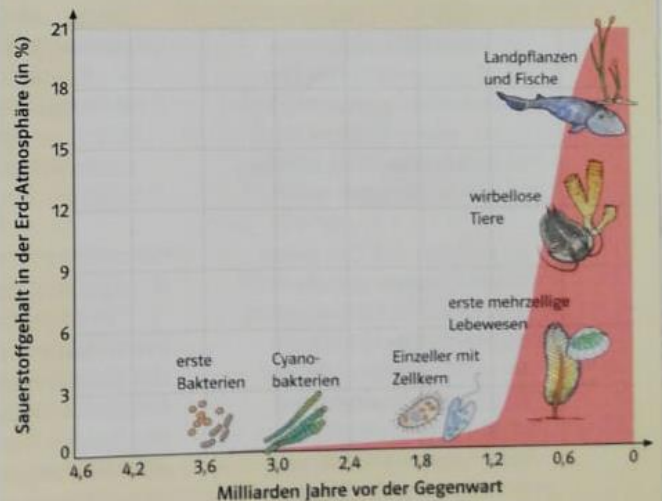 Sauerstoffgehalt in der Erd-Atmosphäre (in %)
21
18
15
12
9
6
3
0
Landpflanzen
und Fische
wirbellose
Tiere
erste mehrzellige
Lebewesen
erste
Bakterien
Cyano-
bakterien
Einzeller mit
Zellkern
4,6 4,2 3,6 3,0 2,4 1,8 1,2 0,6 0
Milliarden Jahre vor der Gegenwart